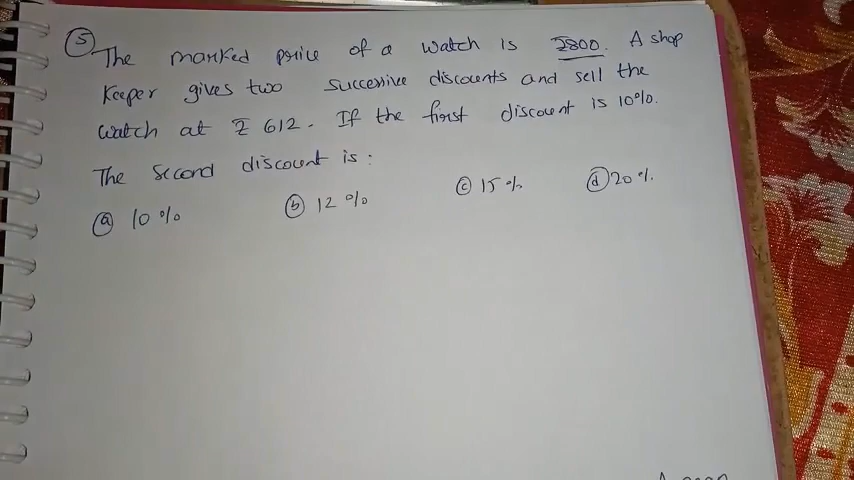 5 The marked price of a watch is ₹800. A shop
Keeper gives two successive discounts and sell the
watch at ₹ 612. If the first discount is 10%.
The second discount is:
a 10% b 12% c 15% d 20%.